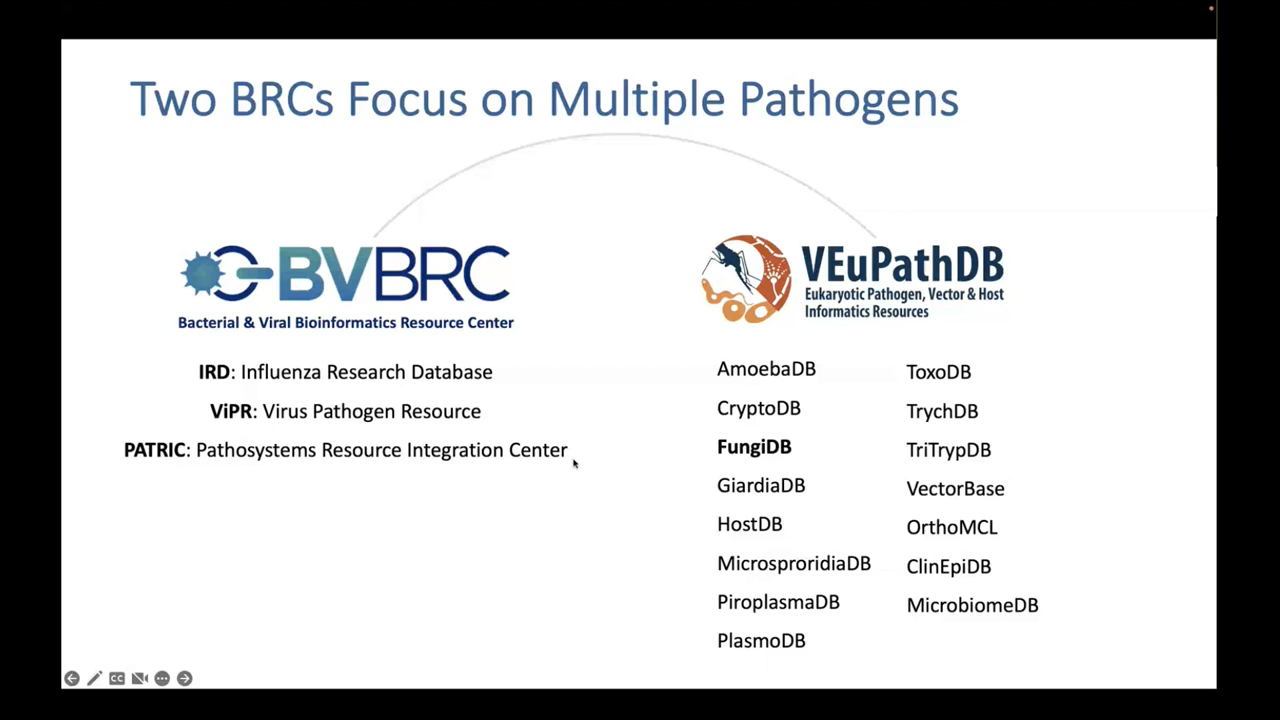 Two BRCs Focus on Multiple Pathogens
BVBRC
Bacterial & Viral Bioinformatics Resource Center
IRD: Influenza Research Database
ViPR: Virus Pathogen Resource
PATRIC: Pathosystems Resource Integration Center
VEuPathDB
Eukaryotic Pathogen, Vector & Host
Informatics Resources
AmoebaDB
CryptoDB
FungiDB
GiardiaDB
HostDB
MicrosproridiaDB
PiroplasmaDB
PlasmoDB
ToxoDB
TrychDB
TriTrypDB
VectorBase
OrthoMCL
ClinEpiDB
MicrobiomeDB
CC